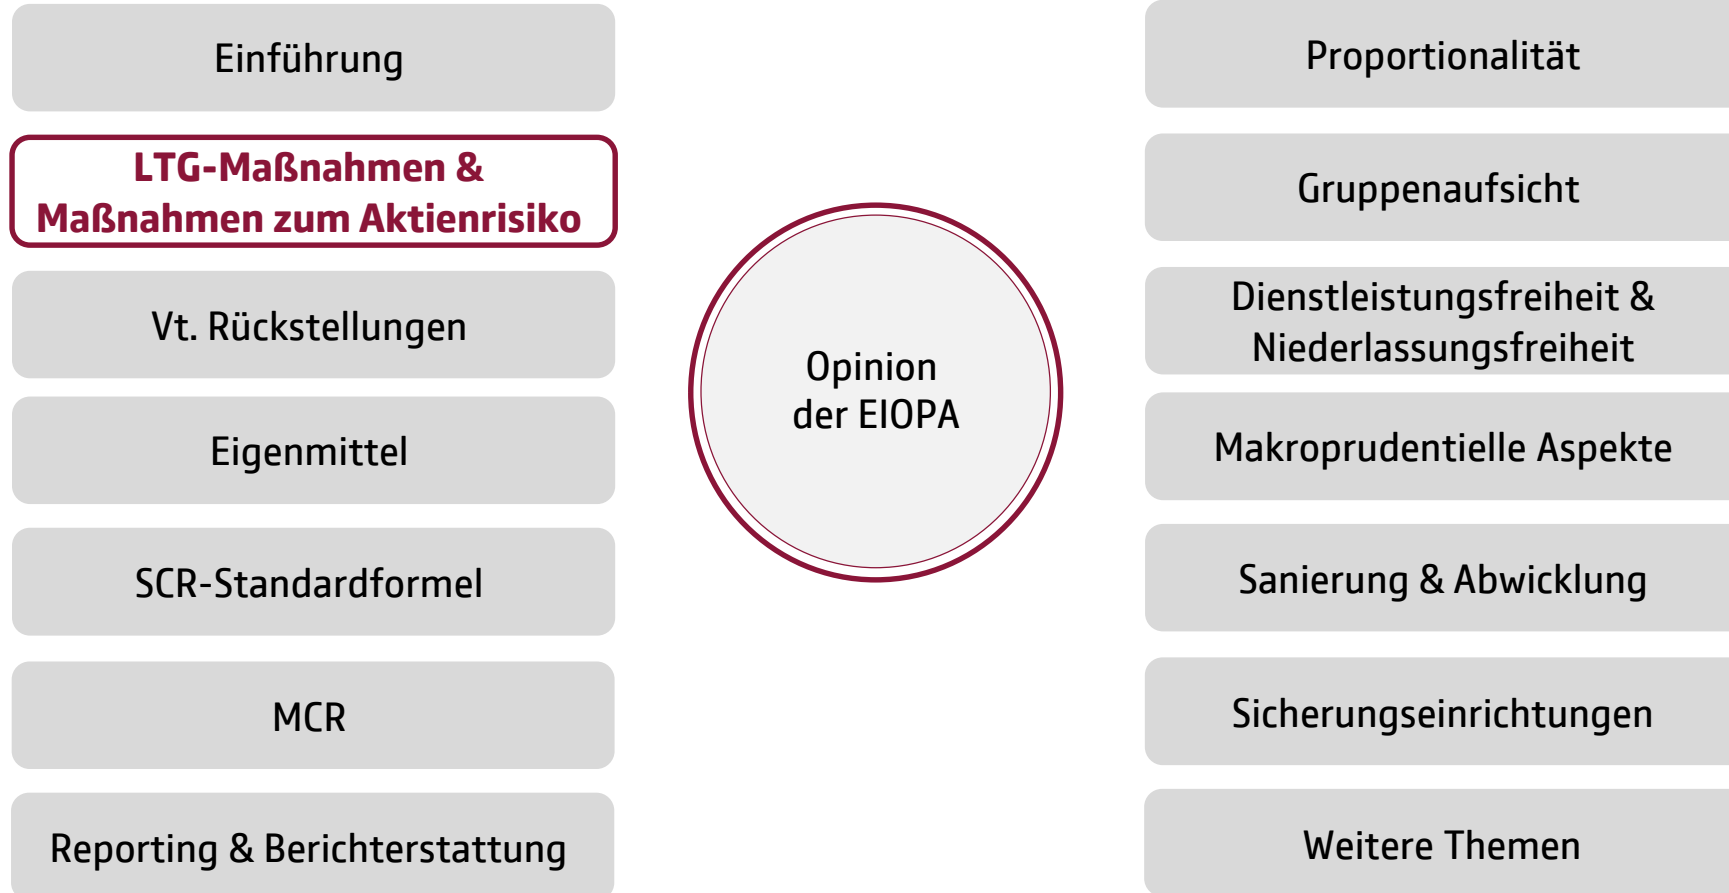 Einführung
LTG-Maßnahmen &
Maßnahmen zum Aktienrisiko
Vt. Rückstellungen
Eigenmittel
SCR-Standardformel
MCR
Reporting & Berichterstattung
Opinion
der EIOPA
Proportionalität
Gruppenaufsicht
Dienstleistungsfreiheit &
Niederlassungsfreiheit
Makroprudentielle Aspekte
Sanierung & Abwicklung
Sicherungseinrichtungen
Weitere Themen